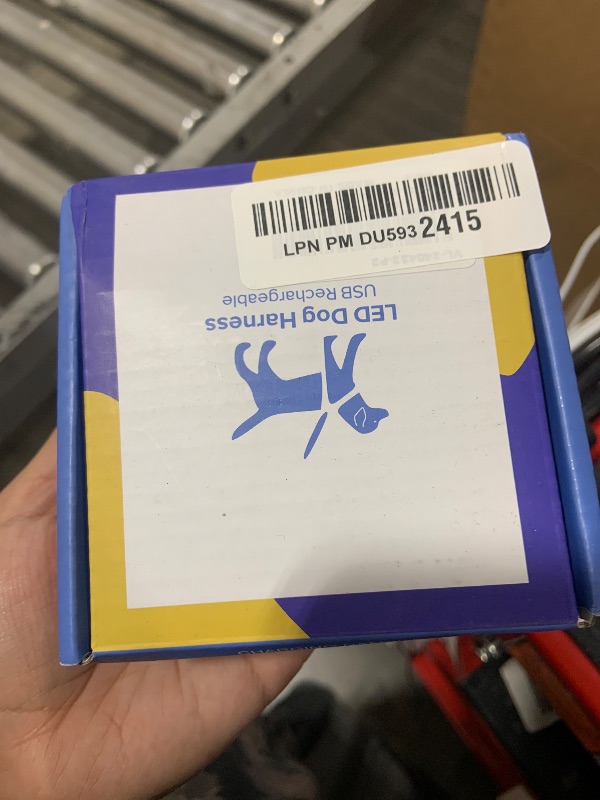 LPN PM DU593 2415
LED Dog Harness
USB Rechargeable